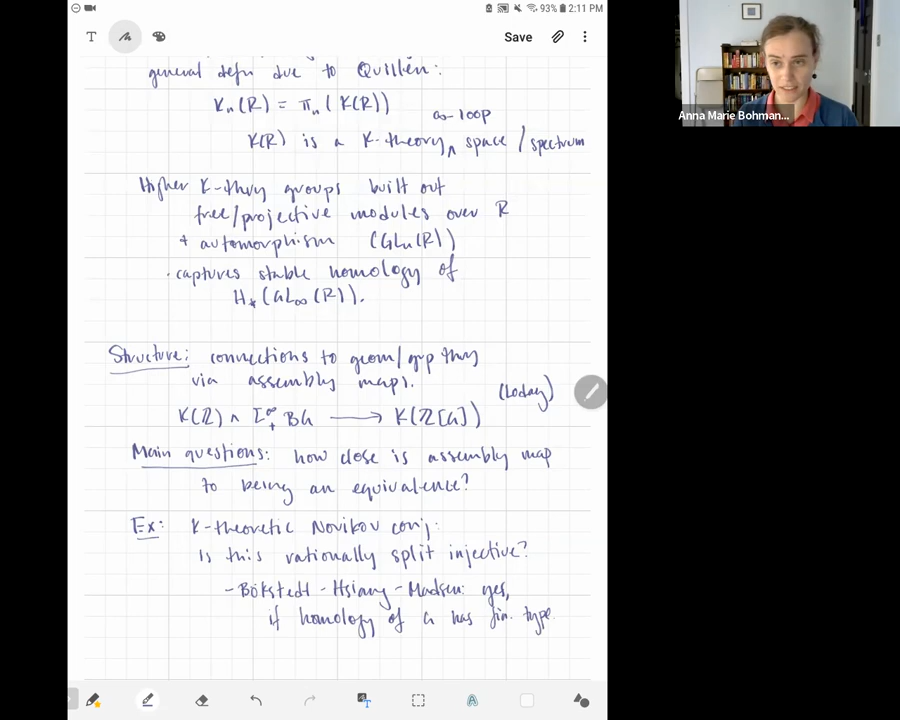 93% 2:11 PM
T
Save
Anna Marie Bohman...
general defn due to Quillen:
Kn(R) = πn(K(R))
∞-loop
K(R) is a K-theory ^ space / spectrum
Higher K-thry groups built out
free/projective modules over R
+ automorphism (GLn(R))
· captures stable homology of
H*(GL∞(R)).
Structure: connections to geom/grp thry
via assembly maps.
(Loday)
K(ℤ) ∧ Σ∞+ BG → K(ℤ[G])
Main questions: how close is assembly map
to being an equivalence?
Ex: K-theoretic Novikov conj:
Is this rationally split injective?
- Bökstedt - Hsiang - Madsen: yes,
if homology of G has fin. type.